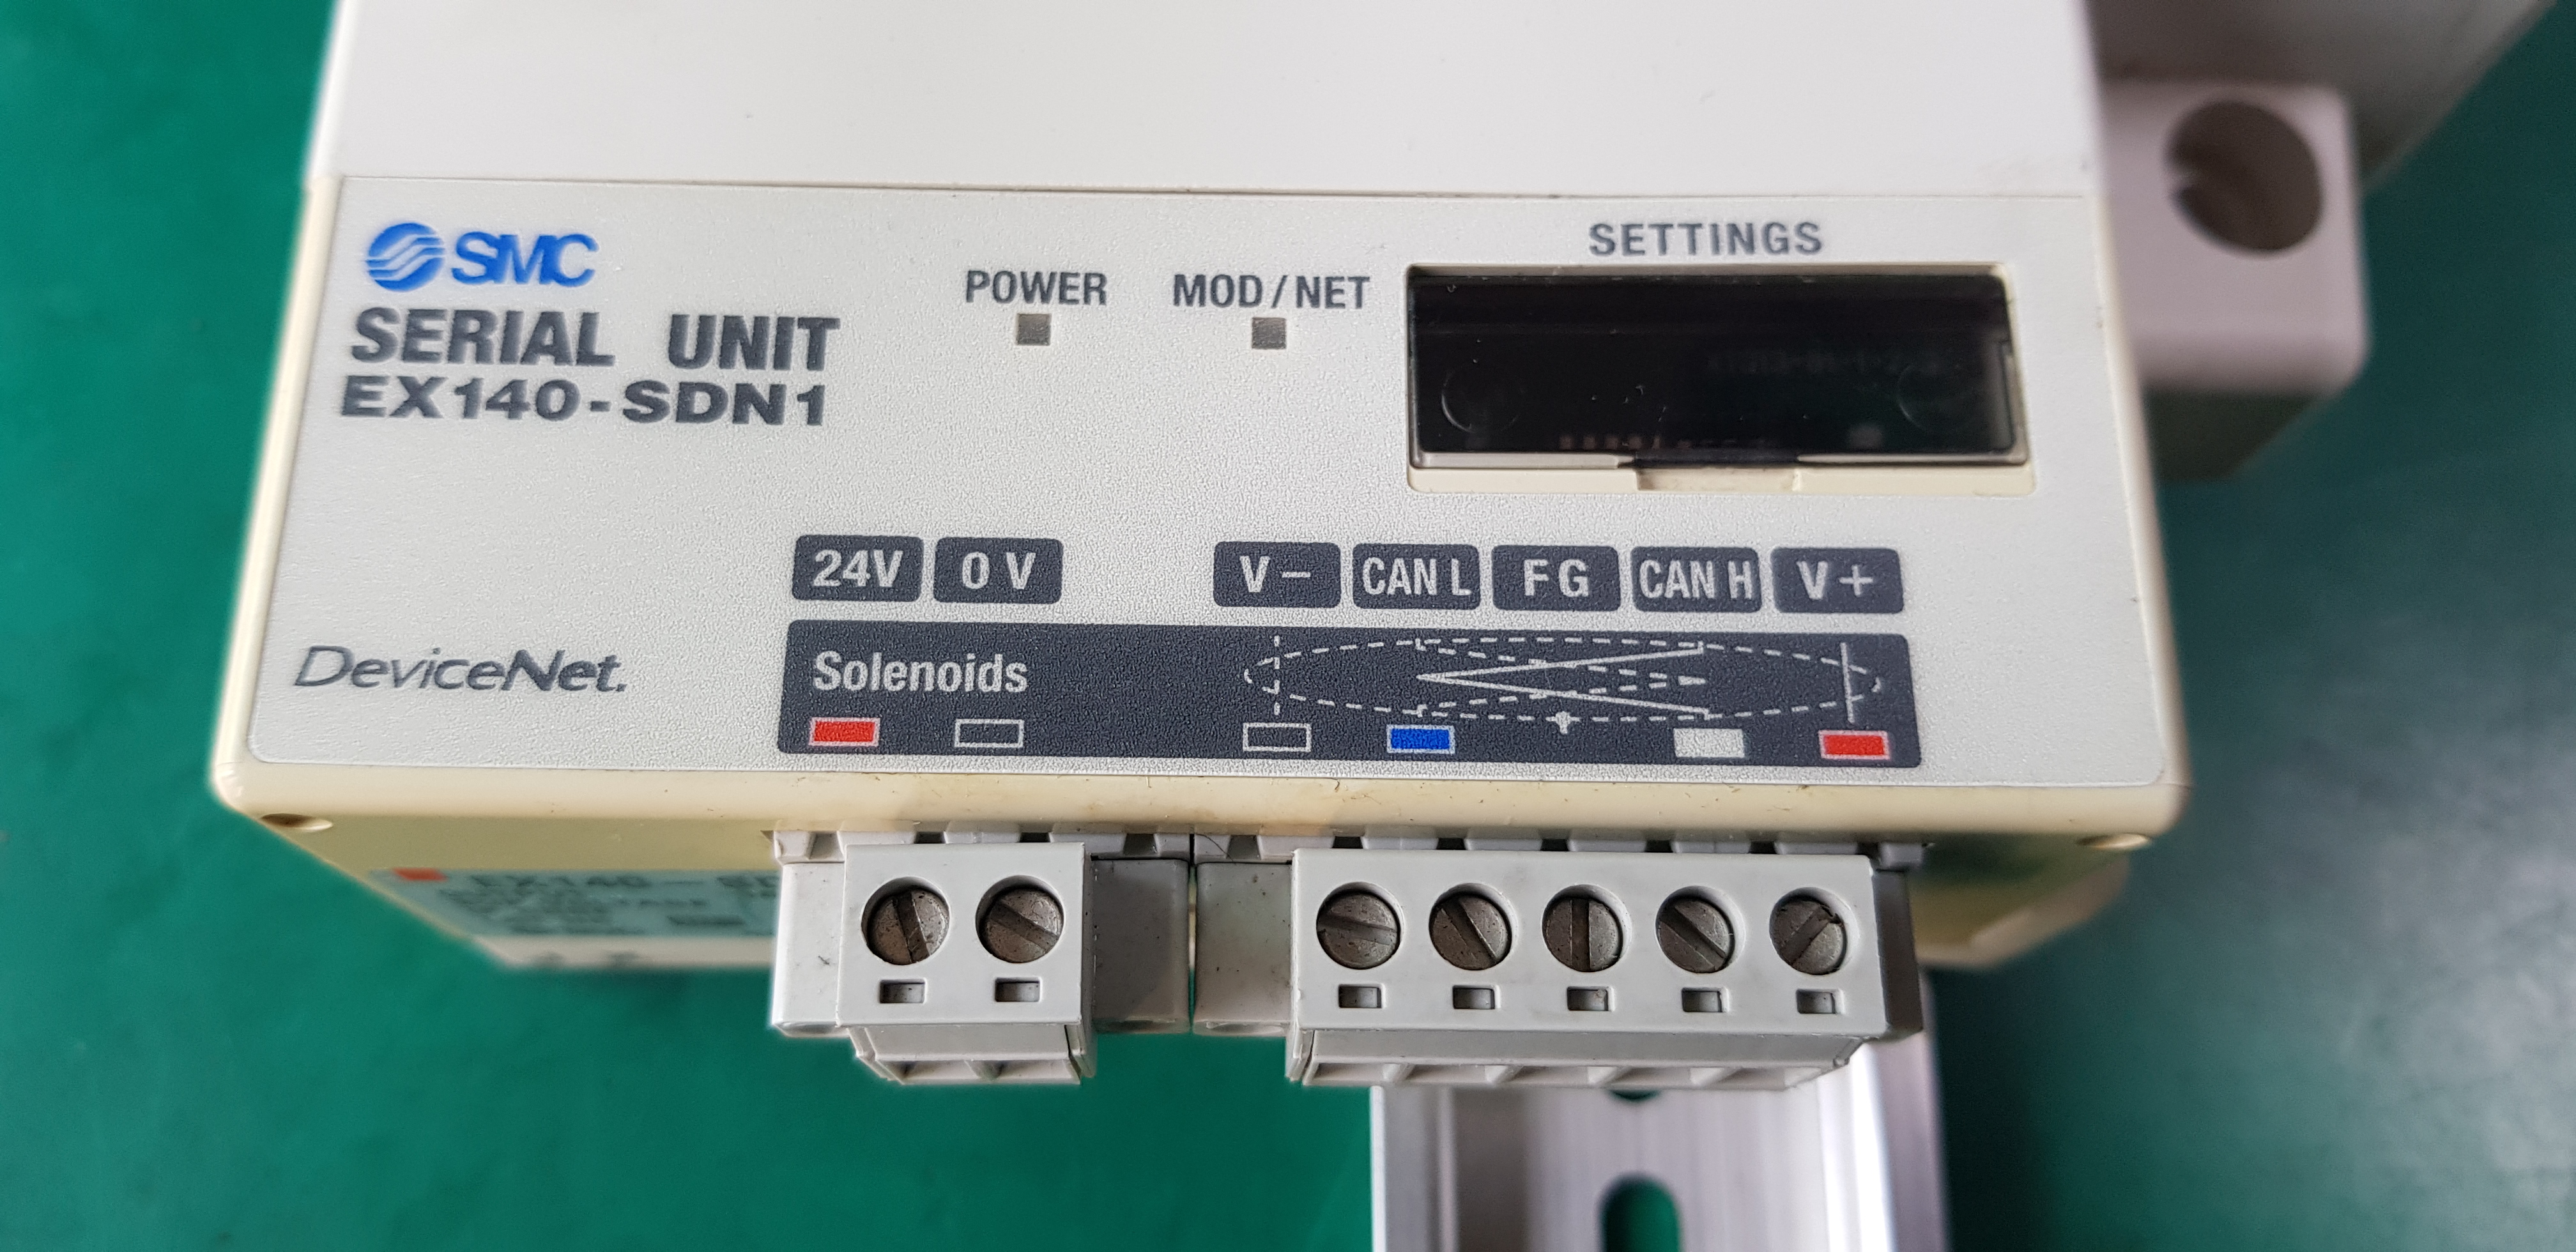 SMC
SERIAL UNIT
EX140-SDN1
POWER
MOD/NET
SETTINGS
24V 0 V V- CAN L FG CAN H V+
Solenoids
DeviceNet.